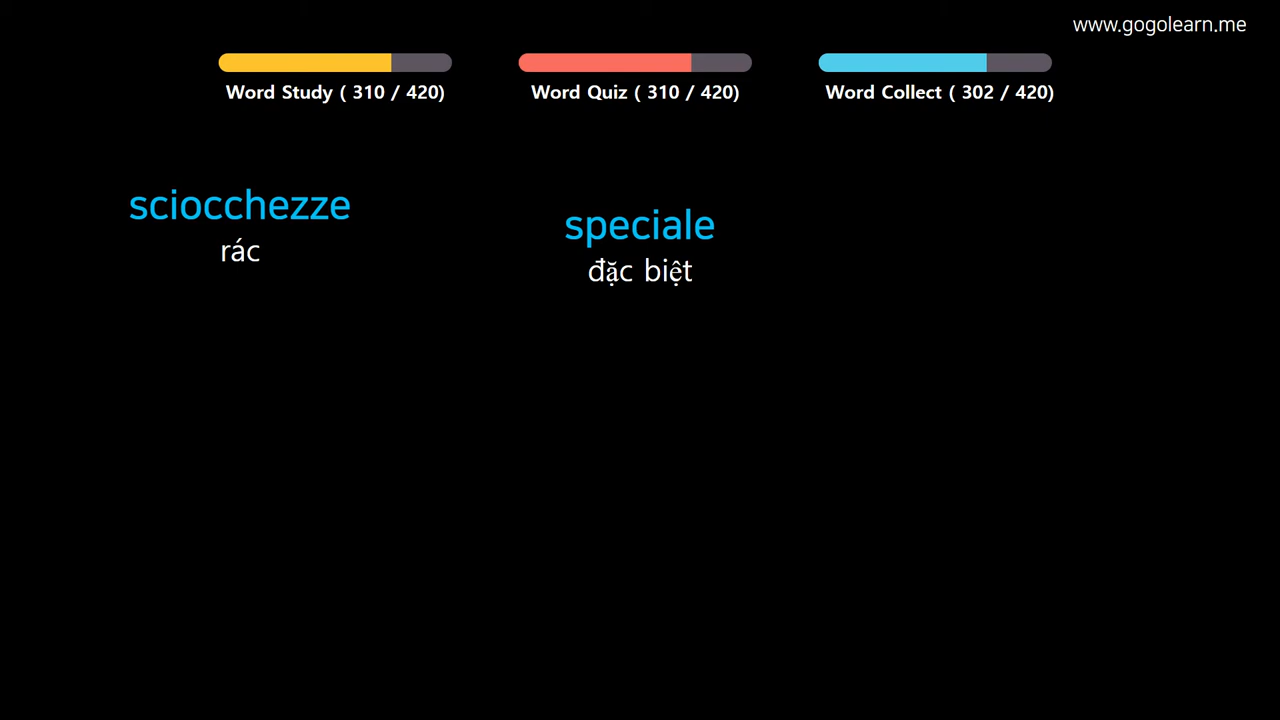 www.gogolearn.me
Word Study ( 310 / 420)
Word Quiz ( 310 / 420)
Word Collect ( 302 / 420)
sciocchezze
rác
speciale
đặc biệt